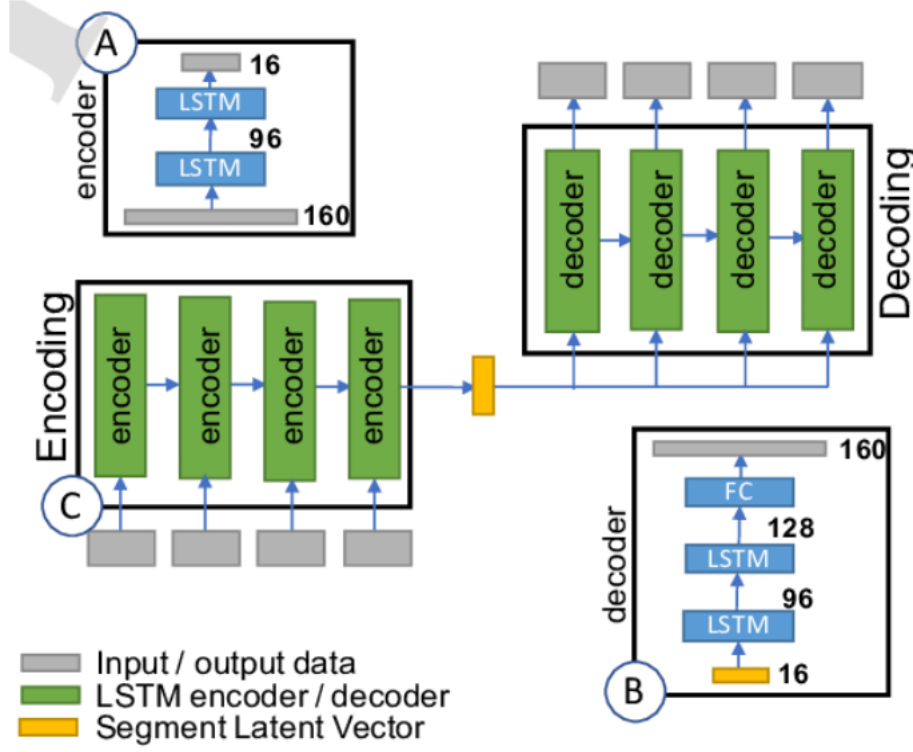 A
encoder
16
LSTM
96
LSTM
160
Decoding
decoder
decoder
decoder
decoder
Encoding
encoder
encoder
encoder
encoder
C
decoder
160
FC
128
LSTM
96
LSTM
16
B
Input / output data
LSTM encoder / decoder
Segment Latent Vector